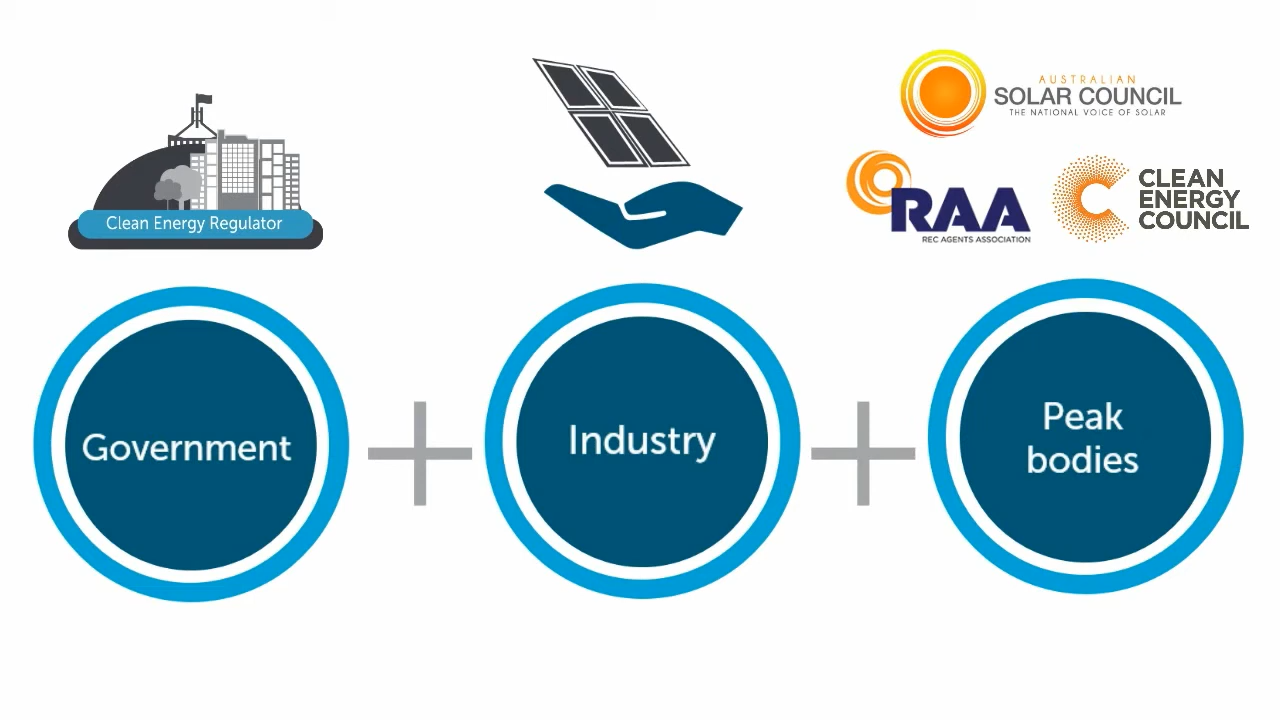 Clean Energy Regulator
AUSTRALIAN
SOLAR COUNCIL
THE NATIONAL VOICE OF SOLAR
RAA
REC AGENTS ASSOCIATION
CLEAN
ENERGY
COUNCIL
Government
Industry
Peak
bodies